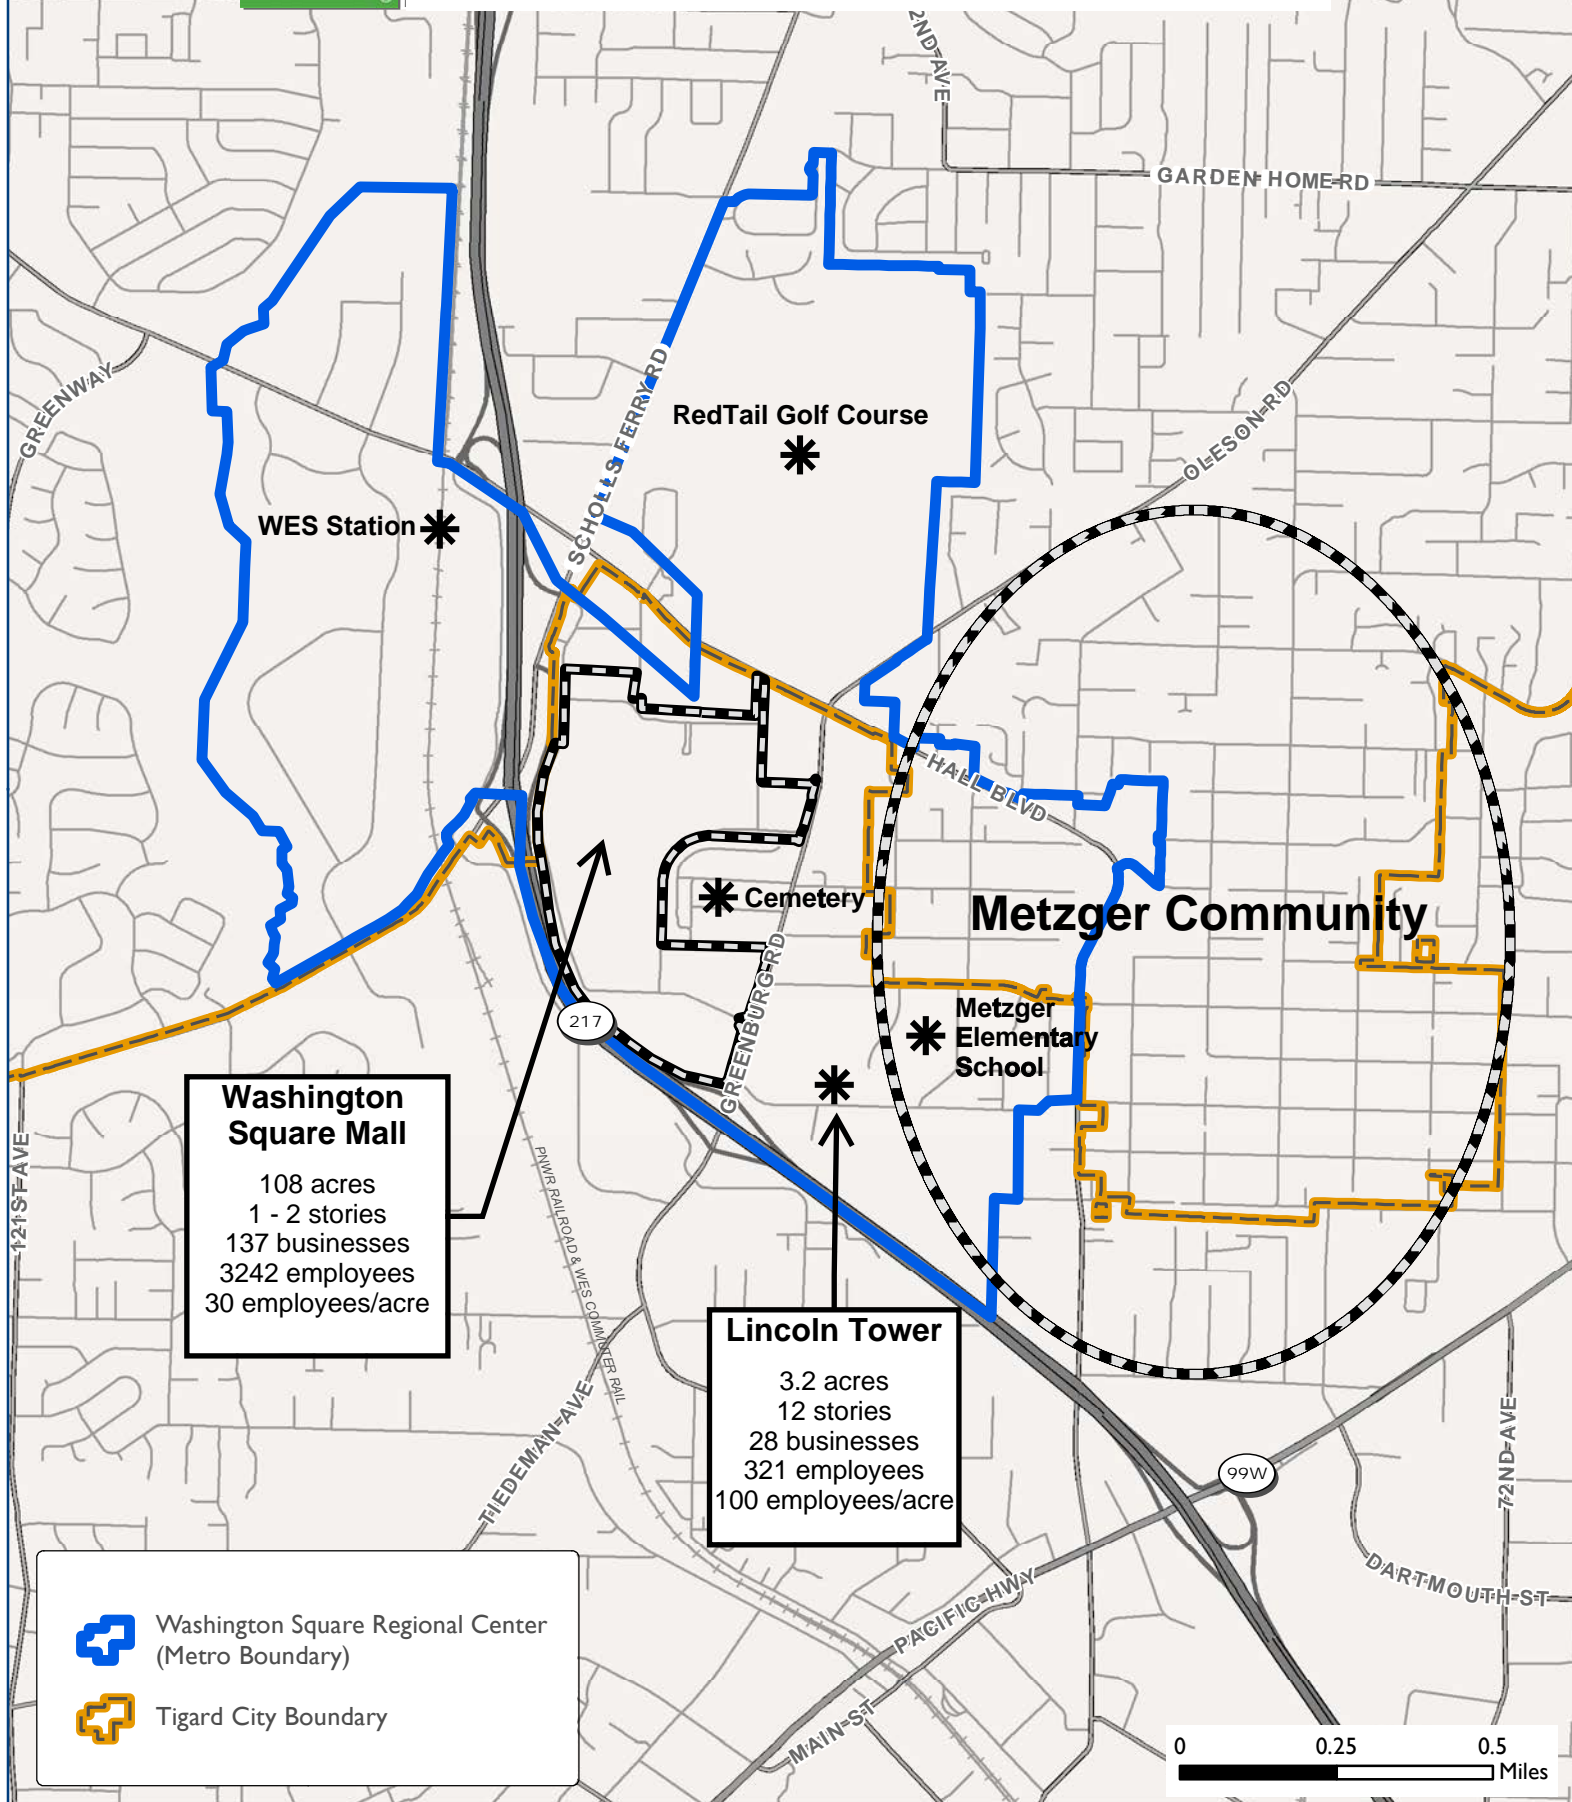 2ND AVE
GARDEN HOME RD
GREENWAY
SCHOLLS FERRY RD
RedTail Golf Course
OLESON RD
WES Station
HALL BLVD
Cemetery
Metzger Community
GREENBURG RD
217
Metzger
Elementary
School
Washington
Square Mall
108 acres
1 - 2 stories
137 businesses
3242 employees
30 employees/acre
121ST AVE
PNWR RAILROAD & WES COMMUTER RAIL
Lincoln Tower
3.2 acres
12 stories
28 businesses
321 employees
100 employees/acre
TIEDEMAN AVE
99W
72ND AVE
DARTMOUTH ST
PACIFIC HWY
MAIN ST
Washington Square Regional Center
(Metro Boundary)
Tigard City Boundary
0 0.25 0.5
Miles